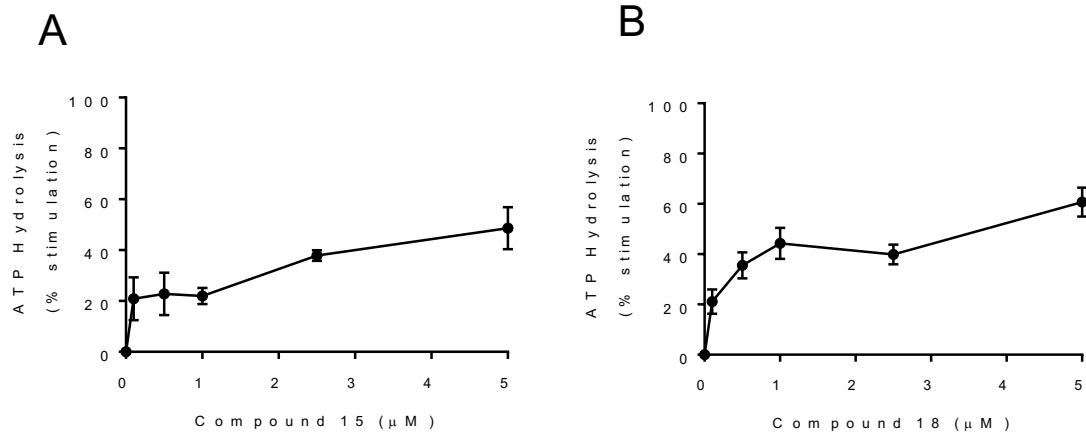 A
B
ATP Hydrolysis
(% stimulation)
100
80
60
40
20
0
0 1 2 3 4 5
Compound 15 (μM)
ATP Hydrolysis
(% stimulation)
100
80
60
40
20
0
0 1 2 3 4 5
Compound 18 (μM)